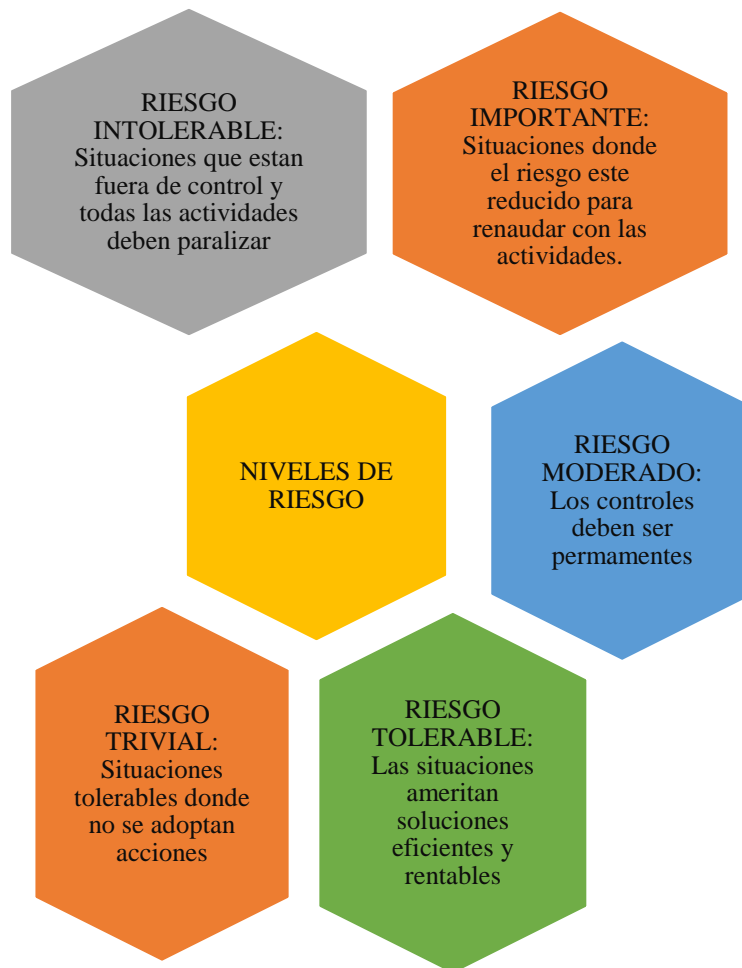 RIESGO
INTOLERABLE:
Situaciones que estan
fuera de control y
todas las actividades
deben paralizar
RIESGO
IMPORTANTE:
Situaciones donde
el riesgo este
reducido para
renaudar con las
actividades.
NIVELES DE
RIESGO
RIESGO
MODERADO:
Los controles
deben ser
permamentes
RIESGO
TRIVIAL:
Situaciones
tolerables donde
no se adoptan
acciones
RIESGO
TOLERABLE:
Las situaciones
ameritan
soluciones
eficientes y
rentables